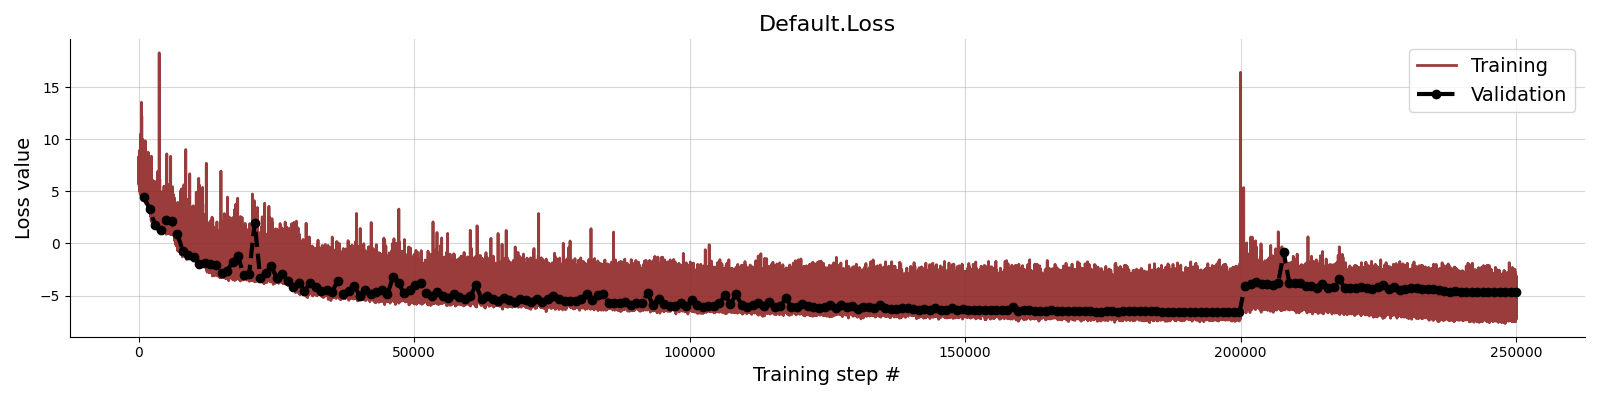 Default.Loss
Training
Validation
Loss value
15
10
5
0
−5
0
50000
100000
150000
200000
250000
Training step #